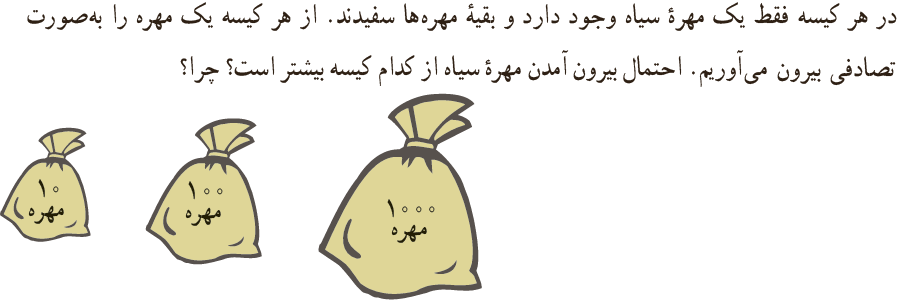 در هر کیسه فقط یک مهرهٔ سیاه وجود دارد و بقیهٔ مهره‌ها سفیدند. از هر کیسه یک مهره را به‌صورت
تصادفی بیرون می‌آوریم. احتمال بیرون آمدن مهرهٔ سیاه از کدام کیسه بیشتر است؟ چرا؟
۱۰۰۰
مهره
۱۰۰
مهره
۱۰
مهره